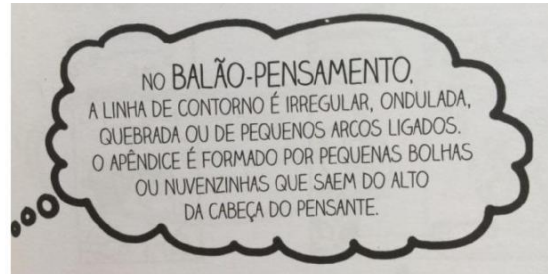 NO BALÃO-PENSAMENTO,
A LINHA DE CONTORNO É IRREGULAR, ONDULADA,
QUEBRADA OU DE PEQUENOS ARCOS LIGADOS.
O APÊNDICE É FORMADO POR PEQUENAS BOLHAS
OU NUVENZINHAS QUE SAEM DO ALTO
DA CABEÇA DO PENSANTE.